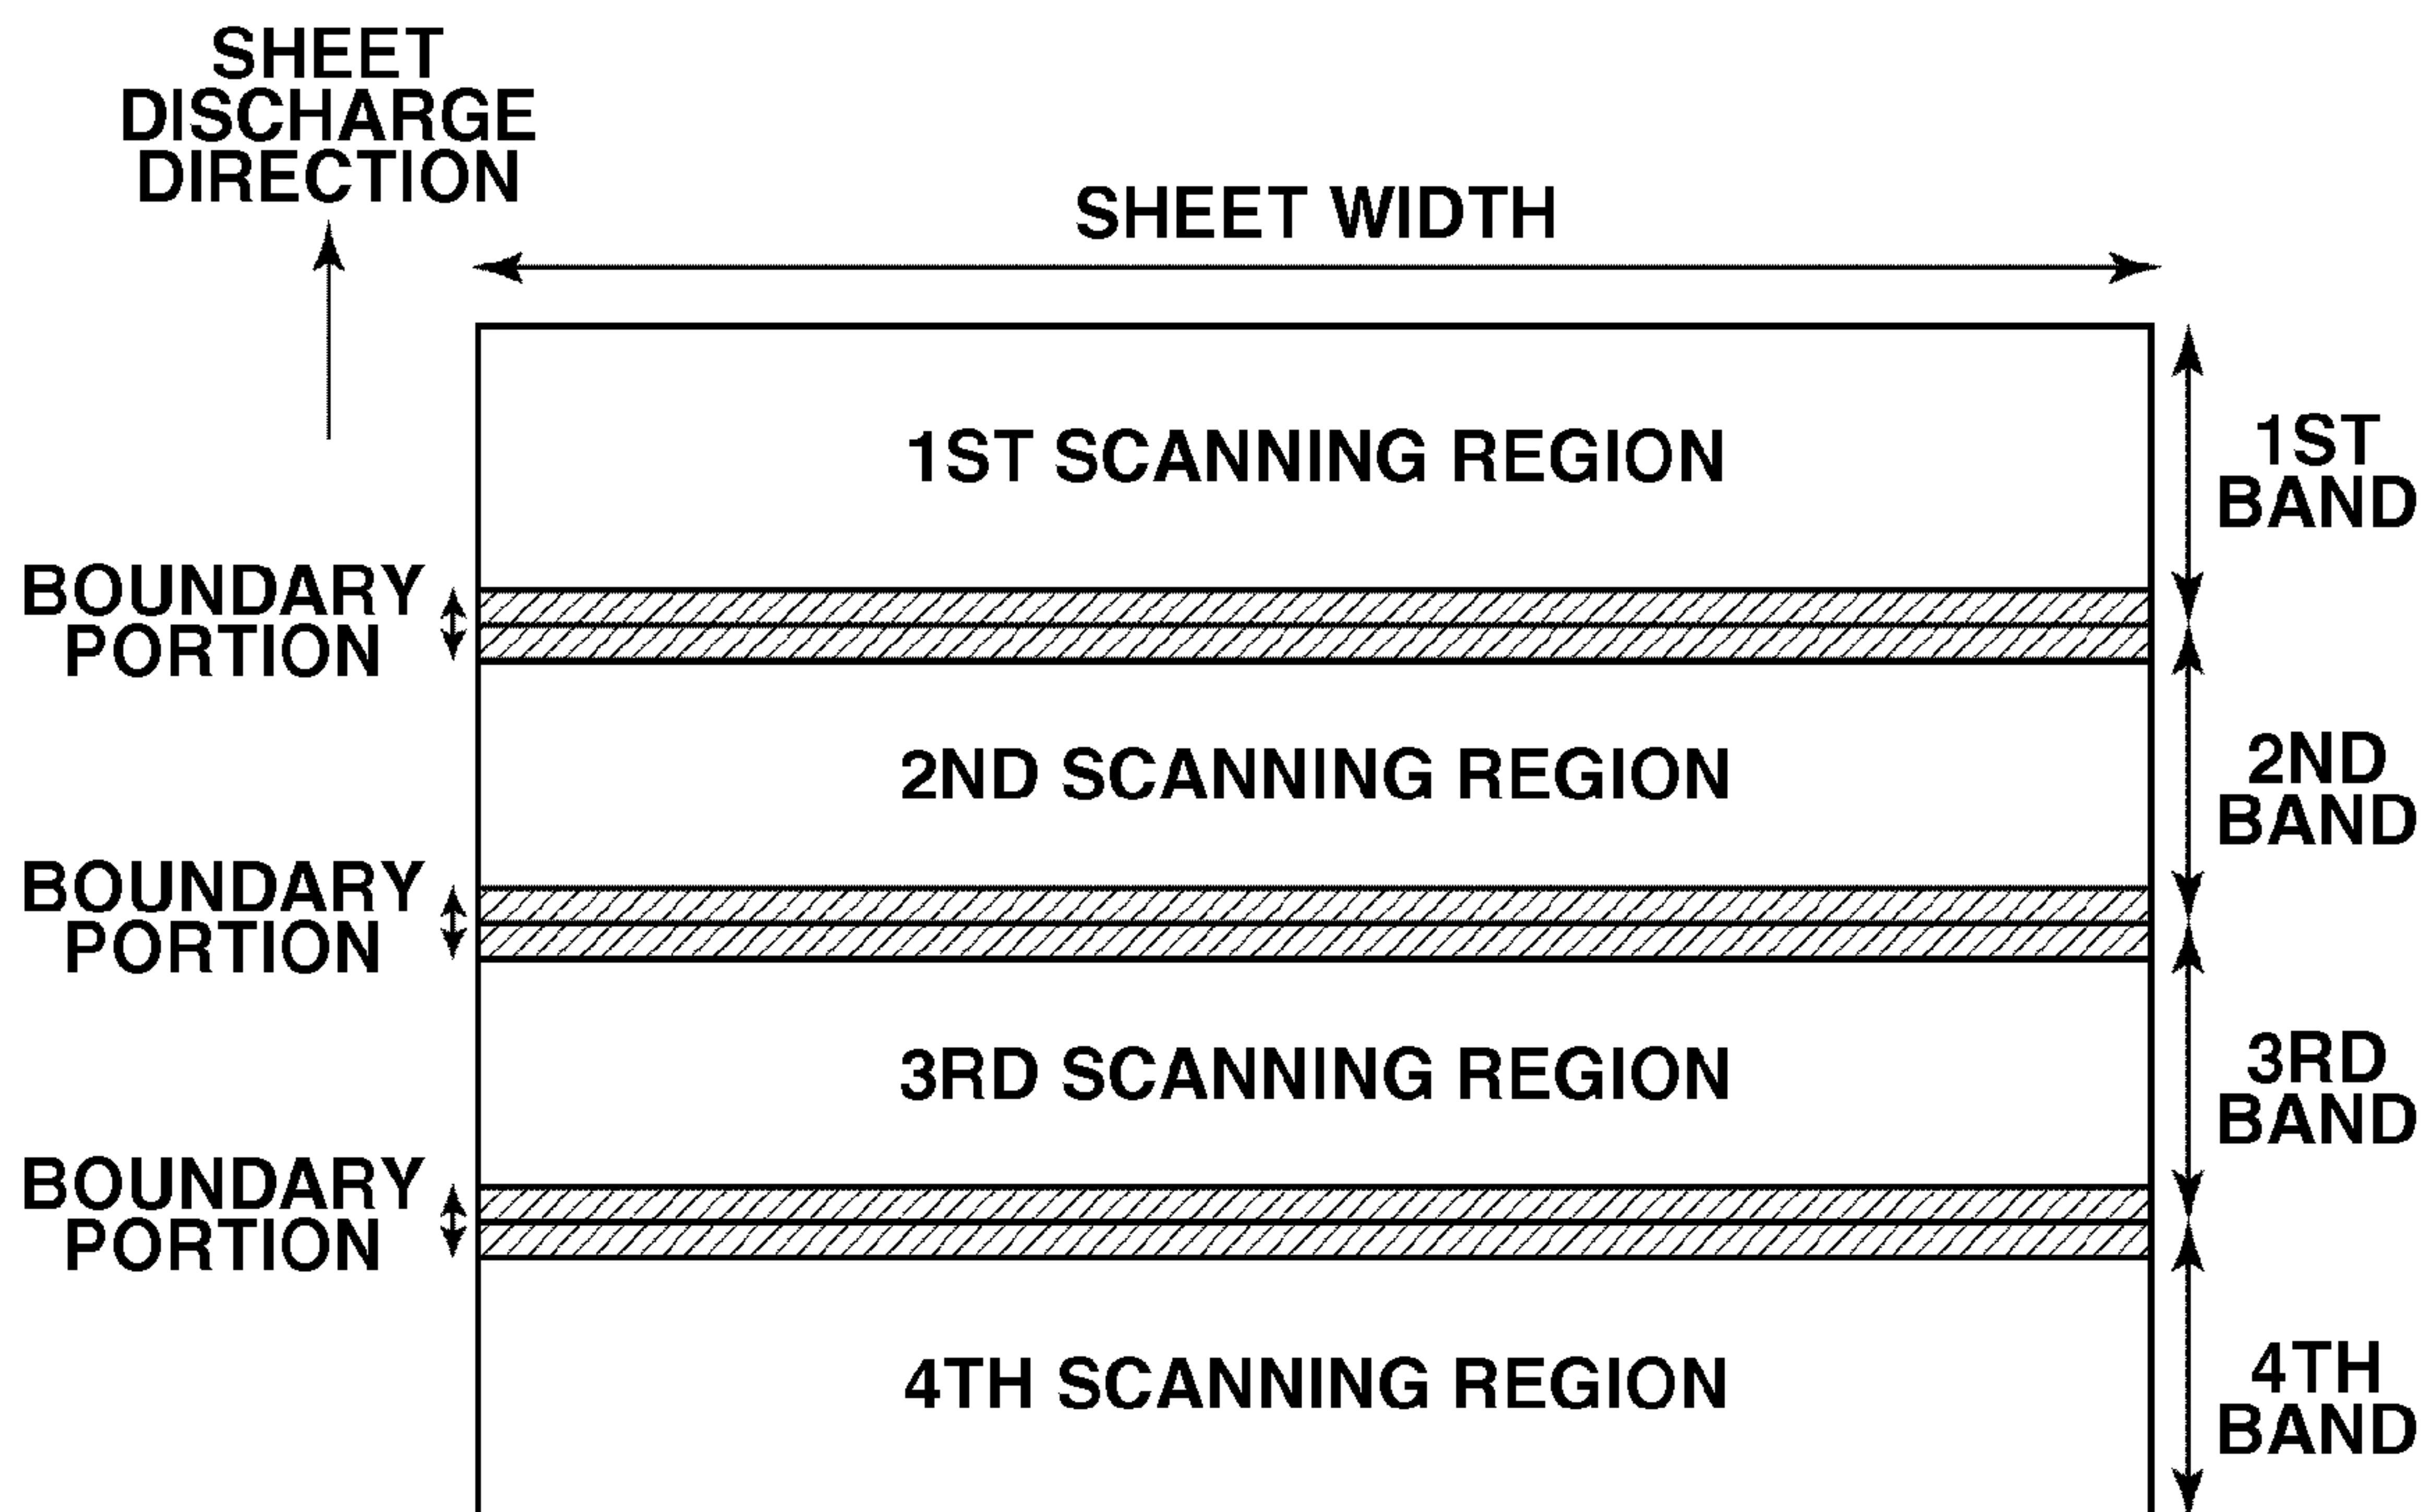 SHEET
DISCHARGE
DIRECTION
SHEET WIDTH
1ST SCANNING REGION
1ST
BAND
BOUNDARY
PORTION
2ND SCANNING REGION
2ND
BAND
BOUNDARY
PORTION
3RD SCANNING REGION
3RD
BAND
BOUNDARY
PORTION
4TH SCANNING REGION
4TH
BAND